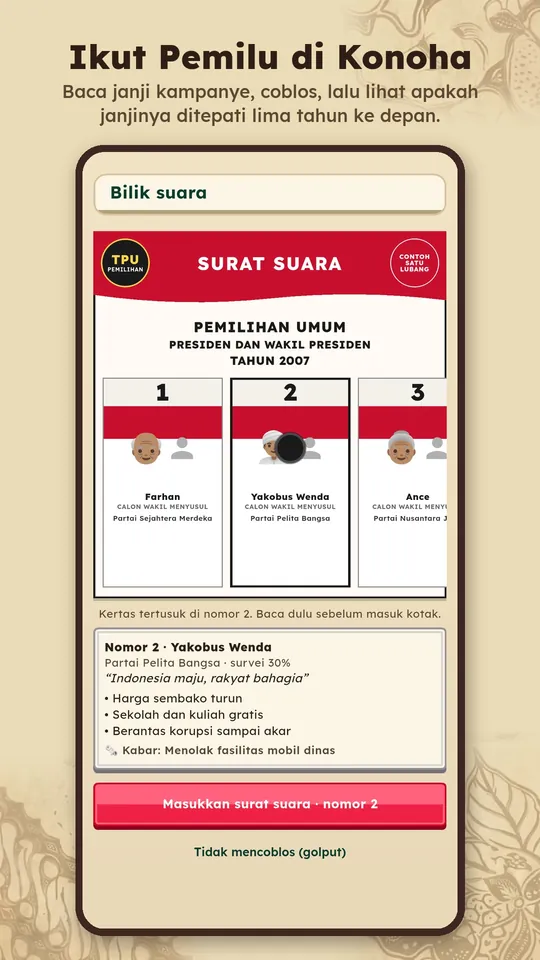 Ikut Pemilu di Konoha
Baca janji kampanye, coblos, lalu lihat apakah
janjinya ditepati lima tahun ke depan.
Bilik suara
TPU
PEMILIHAN
SURAT SUARA
CONTOH
SATU
LUBANG
PEMILIHAN UMUM
PRESIDEN DAN WAKIL PRESIDEN
TAHUN 2007
1
Farhan
CALON WAKIL MENYUSUL
Partai Sejahtera Merdeka
2
Yakobus Wenda
CALON WAKIL MENYUSUL
Partai Pelita Bangsa
3
Ance
CALON WAKIL MENYU
Partai Nusantara J
Kertas tertusuk di nomor 2. Baca dulu sebelum masuk kotak.
Nomor 2 · Yakobus Wenda
Partai Pelita Bangsa · survei 30%
“Indonesia maju, rakyat bahagia”
• Harga sembako turun
• Sekolah dan kuliah gratis
• Berantas korupsi sampai akar
🗞️ Kabar: Menolak fasilitas mobil dinas
Masukkan surat suara · nomor 2
Tidak mencoblos (golput)